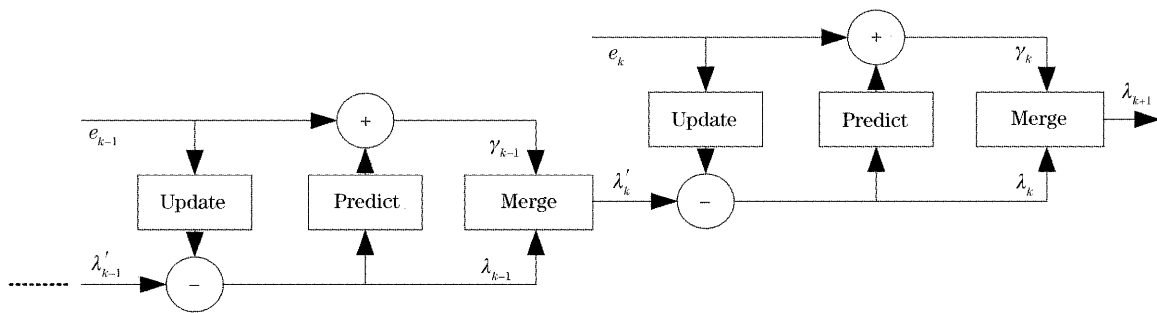 e_{k-1}
Update
λ'_{k-1}
−
+
Predict
γ_{k-1}
λ_{k-1}
Merge
λ'_k
e_k
Update
−
+
Predict
γ_k
λ_k
Merge
λ_{k+1}